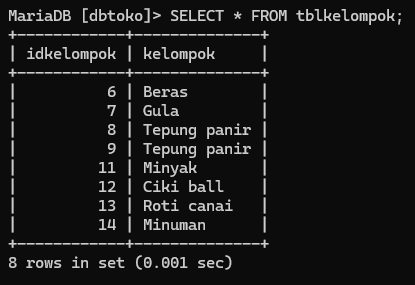 MariaDB [dbtoko]> SELECT * FROM tblkelompok;
+------------+--------------+
| idkelompok | kelompok     |
+------------+--------------+
|          6 | Beras        |
|          7 | Gula         |
|          8 | Tepung panir |
|          9 | Tepung panir |
|         11 | Minyak       |
|         12 | Ciki ball    |
|         13 | Roti canai   |
|         14 | Minuman      |
+------------+--------------+
8 rows in set (0.001 sec)